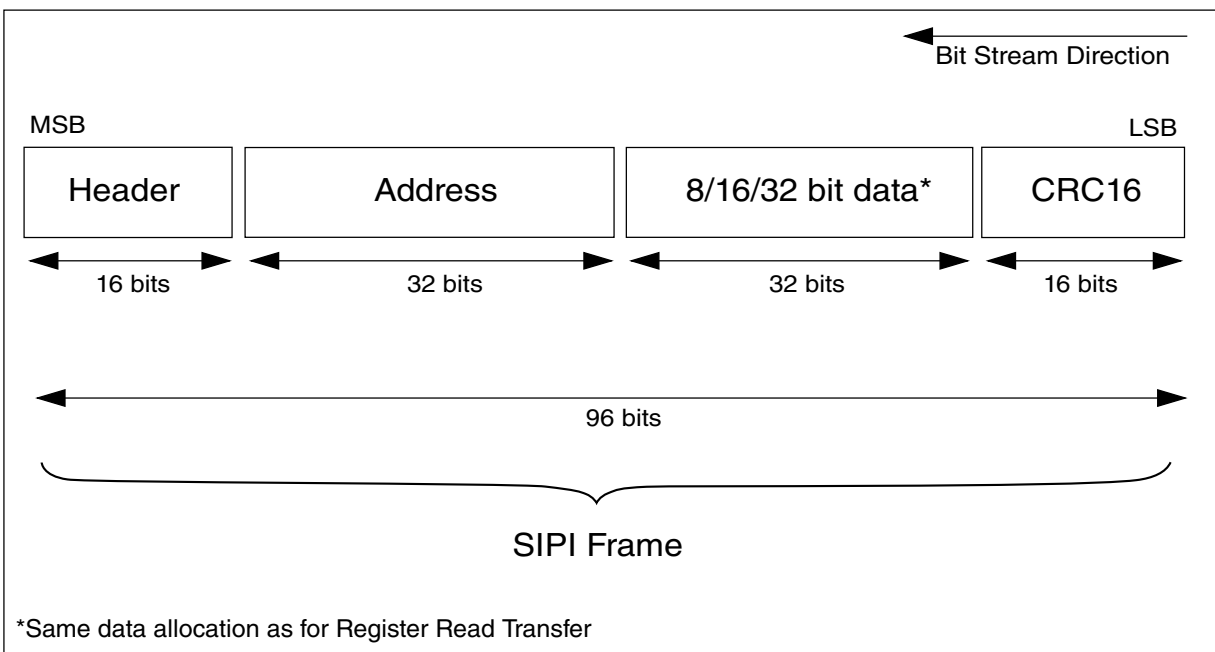 Bit Stream Direction
MSB
LSB
Header
Address
8/16/32 bit data*
CRC16
16 bits
32 bits
32 bits
16 bits
96 bits
SIPI Frame
*Same data allocation as for Register Read Transfer